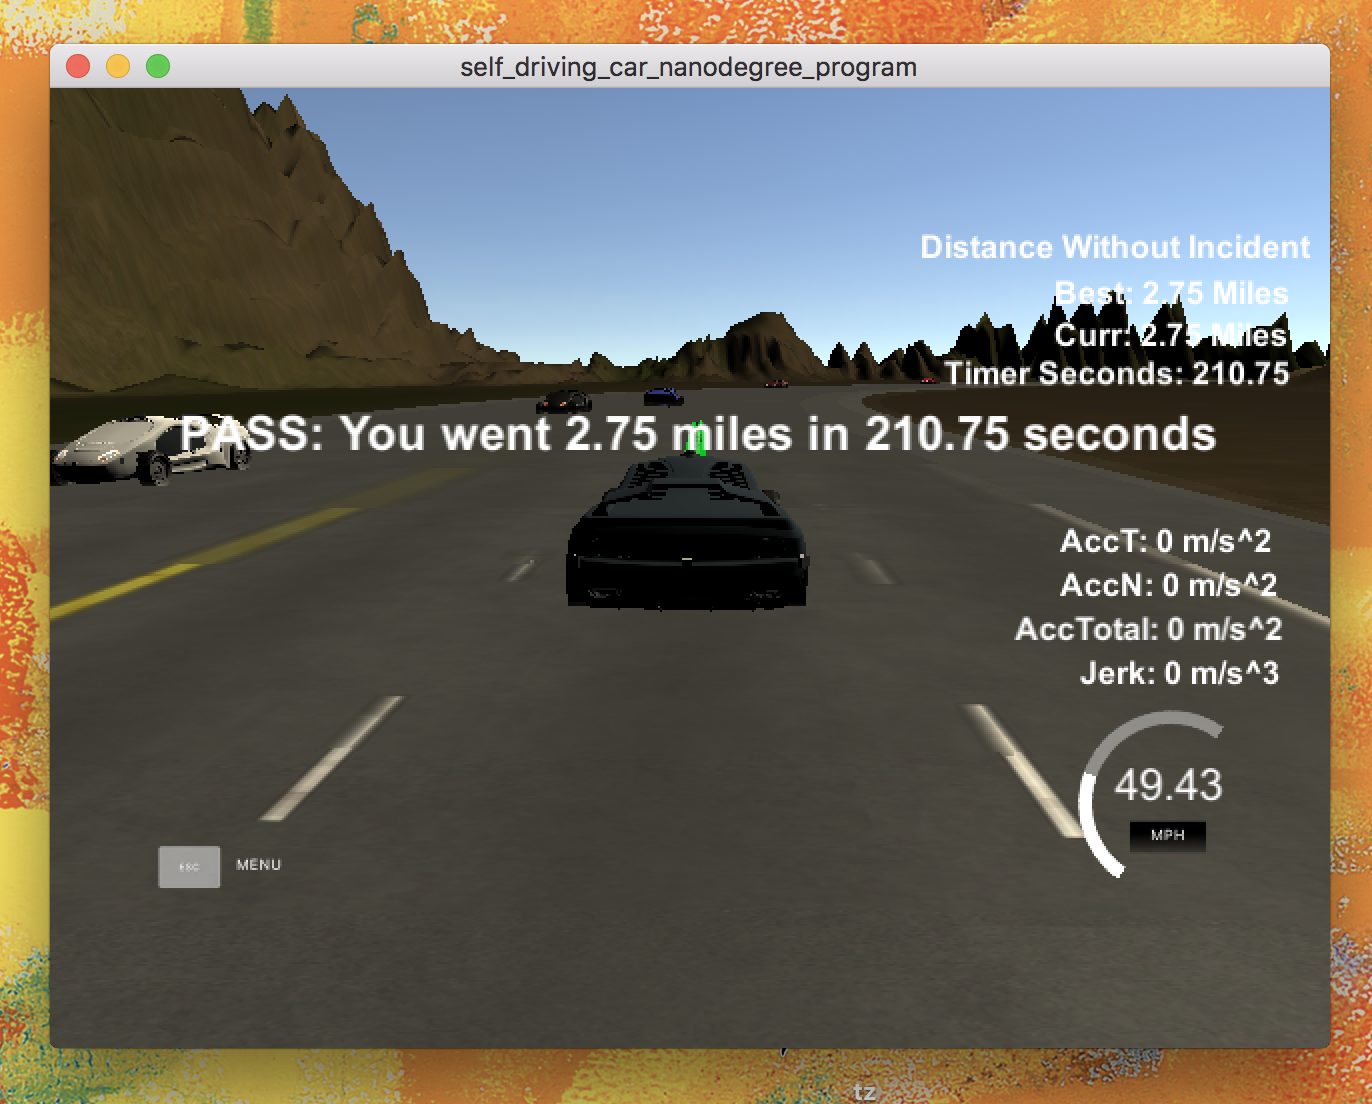 self_driving_car_nanodegree_program
Distance Without Incident
Best: 2.75 Miles
Curr: 2.75 Miles
Timer Seconds: 210.75
PASS: You went 2.75 miles in 210.75 seconds
AccT: 0 m/s^2
AccN: 0 m/s^2
AccTotal: 0 m/s^2
Jerk: 0 m/s^3
49.43
MPH
ESC MENU
tz